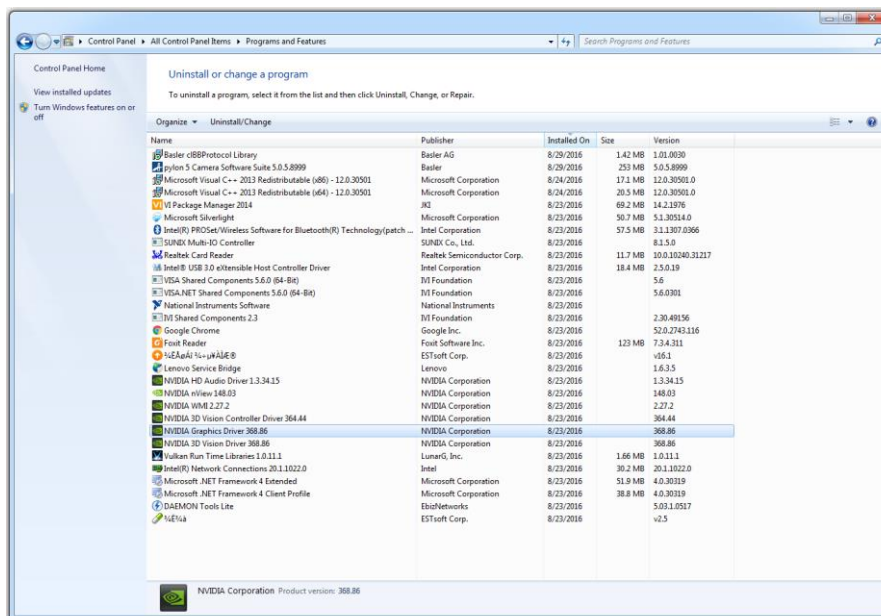 Control Panel ▸ All Control Panel Items ▸ Programs and Features
Search Programs and Features
Control Panel Home
View installed updates
Turn Windows features on or
off
Uninstall or change a program
To uninstall a program, select it from the list and then click Uninstall, Change, or Repair.
Organize Uninstall/Change
Name Publisher Installed On Size Version
Basler clBBProtocol Library Basler AG 8/29/2016 1.42 MB 1.01.0030
pylon 5 Camera Software Suite 5.0.5.8999 Basler 8/29/2016 253 MB 5.0.5.8999
Microsoft Visual C++ 2013 Redistributable (x86) - 12.0.30501 Microsoft Corporation 8/24/2016 17.1 MB 12.0.30501.0
Microsoft Visual C++ 2013 Redistributable (x64) - 12.0.30501 Microsoft Corporation 8/24/2016 20.5 MB 12.0.30501.0
VI Package Manager 2014 JKI 8/23/2016 69.2 MB 14.2.1976
Microsoft Silverlight Microsoft Corporation 8/23/2016 50.7 MB 5.1.30514.0
Intel(R) PROSet/Wireless Software for Bluetooth(R) Technology(patch ... Intel Corporation 8/23/2016 57.5 MB 3.1.1307.0366
SUNIX Multi-IO Controller SUNIX Co., Ltd. 8/23/2016 8.1.5.0
Realtek Card Reader Realtek Semiconductor Corp. 8/23/2016 11.7 MB 10.0.10240.31217
Intel® USB 3.0 eXtensible Host Controller Driver Intel Corporation 8/23/2016 18.4 MB 2.5.0.19
VISA Shared Components 5.6.0 (64-Bit) IVI Foundation 8/23/2016 5.6
VISA.NET Shared Components 5.6.0 (64-Bit) IVI Foundation 8/23/2016 5.6.0301
National Instruments Software National Instruments 8/23/2016
IVI Shared Components 2.3 IVI Foundation 8/23/2016 2.30.49156
Google Chrome Google Inc. 8/23/2016 52.0.2743.116
Foxit Reader Foxit Software Inc. 8/23/2016 123 MB 7.3.4.311
ESTsoft Corp. 8/23/2016 v16.1
Lenovo Service Bridge Lenovo 8/23/2016 1.6.3.5
NVIDIA HD Audio Driver 1.3.34.15 NVIDIA Corporation 8/23/2016 1.3.34.15
NVIDIA nView 148.03 NVIDIA Corporation 8/23/2016 148.03
NVIDIA WMI 2.27.2 NVIDIA Corporation 8/23/2016 2.27.2
NVIDIA 3D Vision Controller Driver 364.44 NVIDIA Corporation 8/23/2016 364.44
NVIDIA Graphics Driver 368.86 NVIDIA Corporation 8/23/2016 368.86
NVIDIA 3D Vision Driver 368.86 NVIDIA Corporation 8/23/2016 368.86
Vulkan Run Time Libraries 1.0.11.1 LunarG, Inc. 8/23/2016 1.66 MB 1.0.11.1
Intel(R) Network Connections 20.1.1022.0 Intel 8/23/2016 30.2 MB 20.1.1022.0
Microsoft .NET Framework 4 Extended Microsoft Corporation 8/23/2016 51.9 MB 4.0.30319
Microsoft .NET Framework 4 Client Profile Microsoft Corporation 8/23/2016 38.8 MB 4.0.30319
DAEMON Tools Lite EbizNetworks 8/23/2016 5.03.1.0517
¾Ë¾à ESTsoft Corp. 8/23/2016 v2.5
NVIDIA Corporation Product version: 368.86